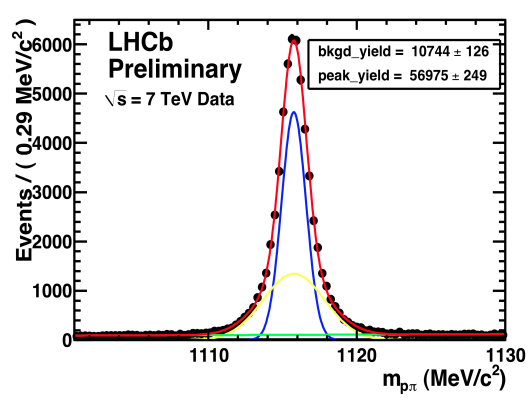 LHCb
Preliminary
√s = 7 TeV Data
bkgd_yield = 10744 ± 126
peak_yield = 56975 ± 249
Events / ( 0.29 MeV/c²)
6000
5000
4000
3000
2000
1000
0
1110
1120
1130
m_pπ (MeV/c²)